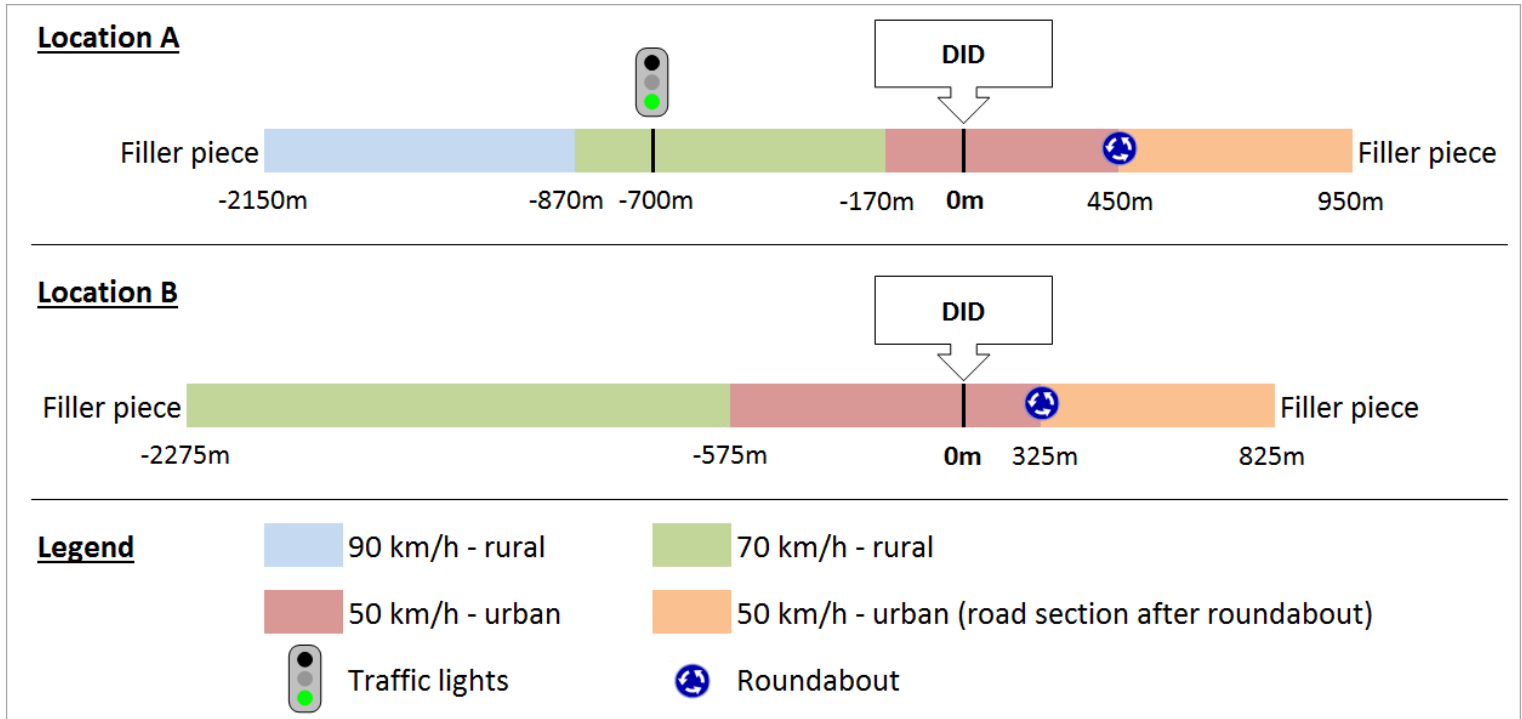 Location A
DID
Filler piece
Filler piece
-2150m -870m -700m -170m 0m 450m 950m
Location B
DID
Filler piece
Filler piece
-2275m -575m 0m 325m 825m
Legend
90 km/h - rural
70 km/h - rural
50 km/h - urban
50 km/h - urban (road section after roundabout)
Traffic lights
Roundabout